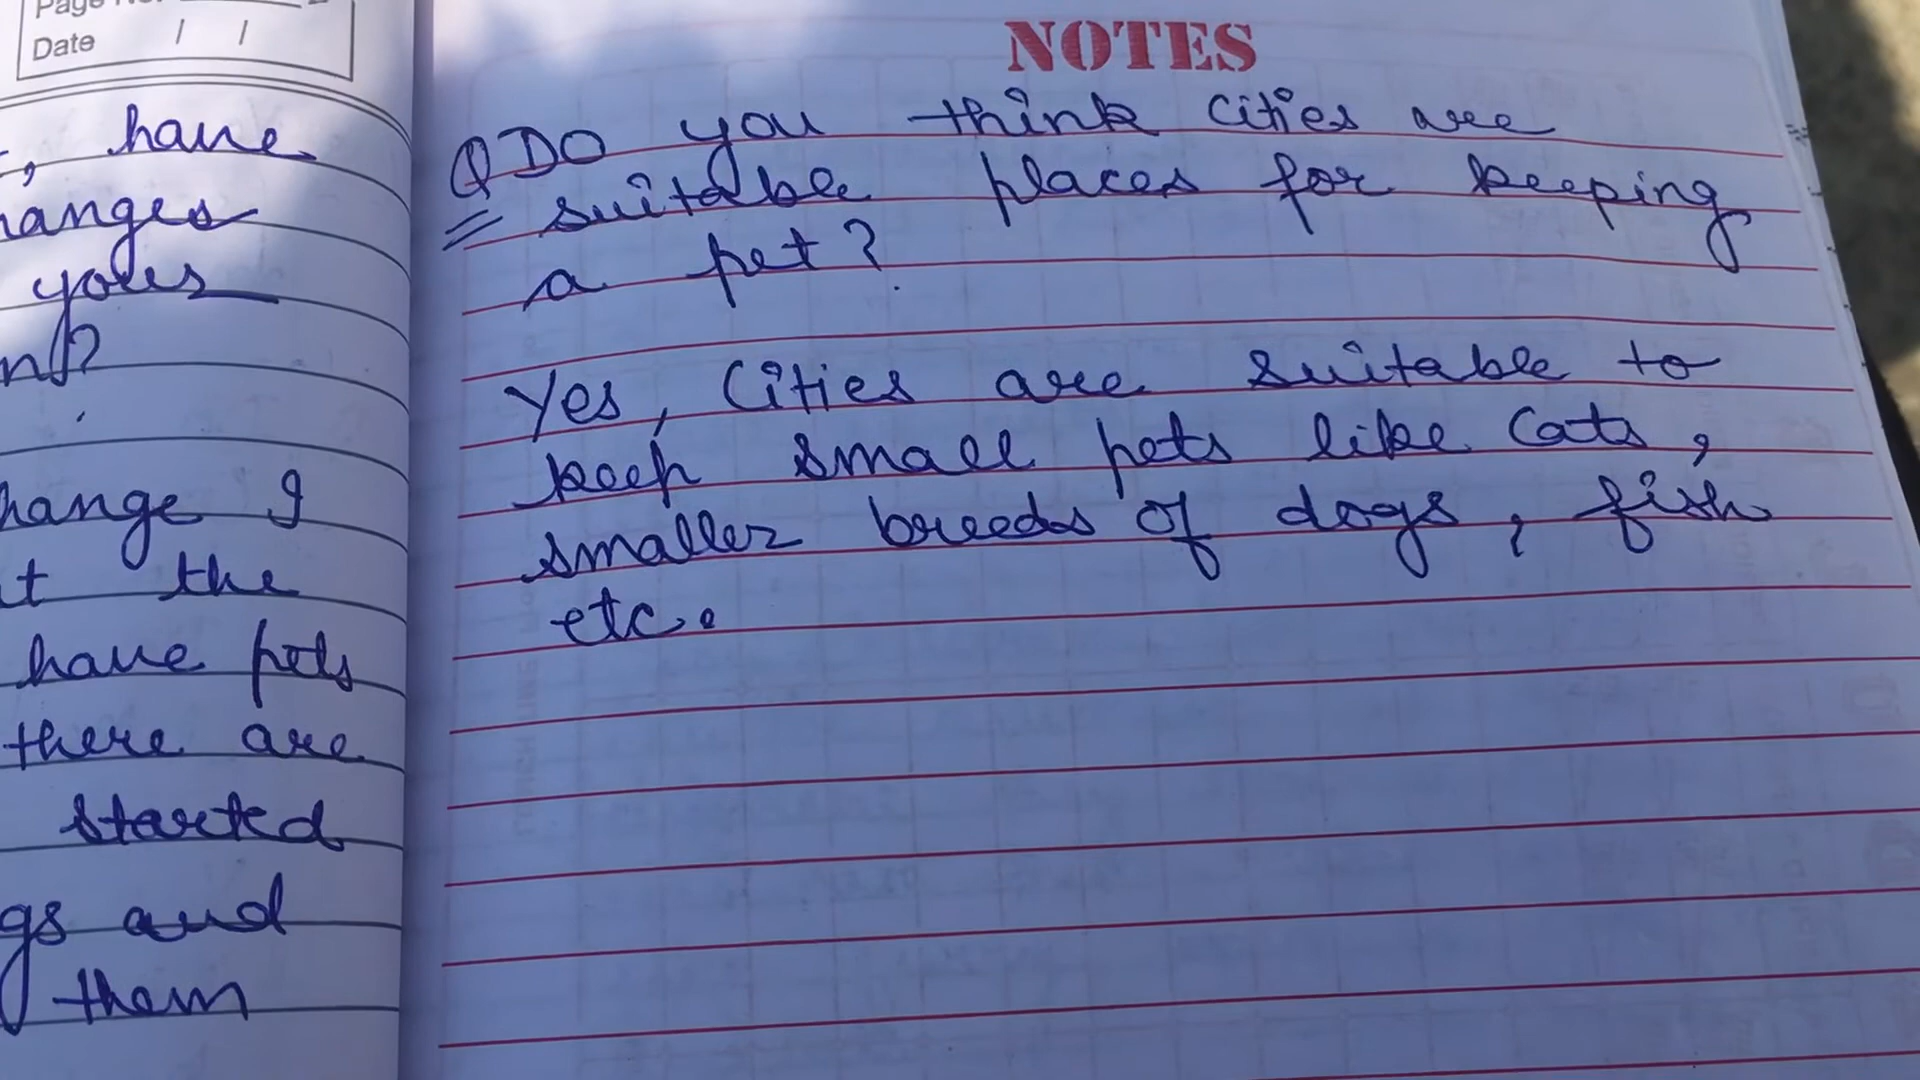 Page No.
Date / /
, have
hanges
yours
n)?
hange I
t the
have pets
there are
started
gs and
them
NOTES
Q DO you think cities are
suitable places for keeping
a pet?
Yes, Cities are suitable to
keep small pets like Cats,
smaller breeds of dogs, fish
etc.